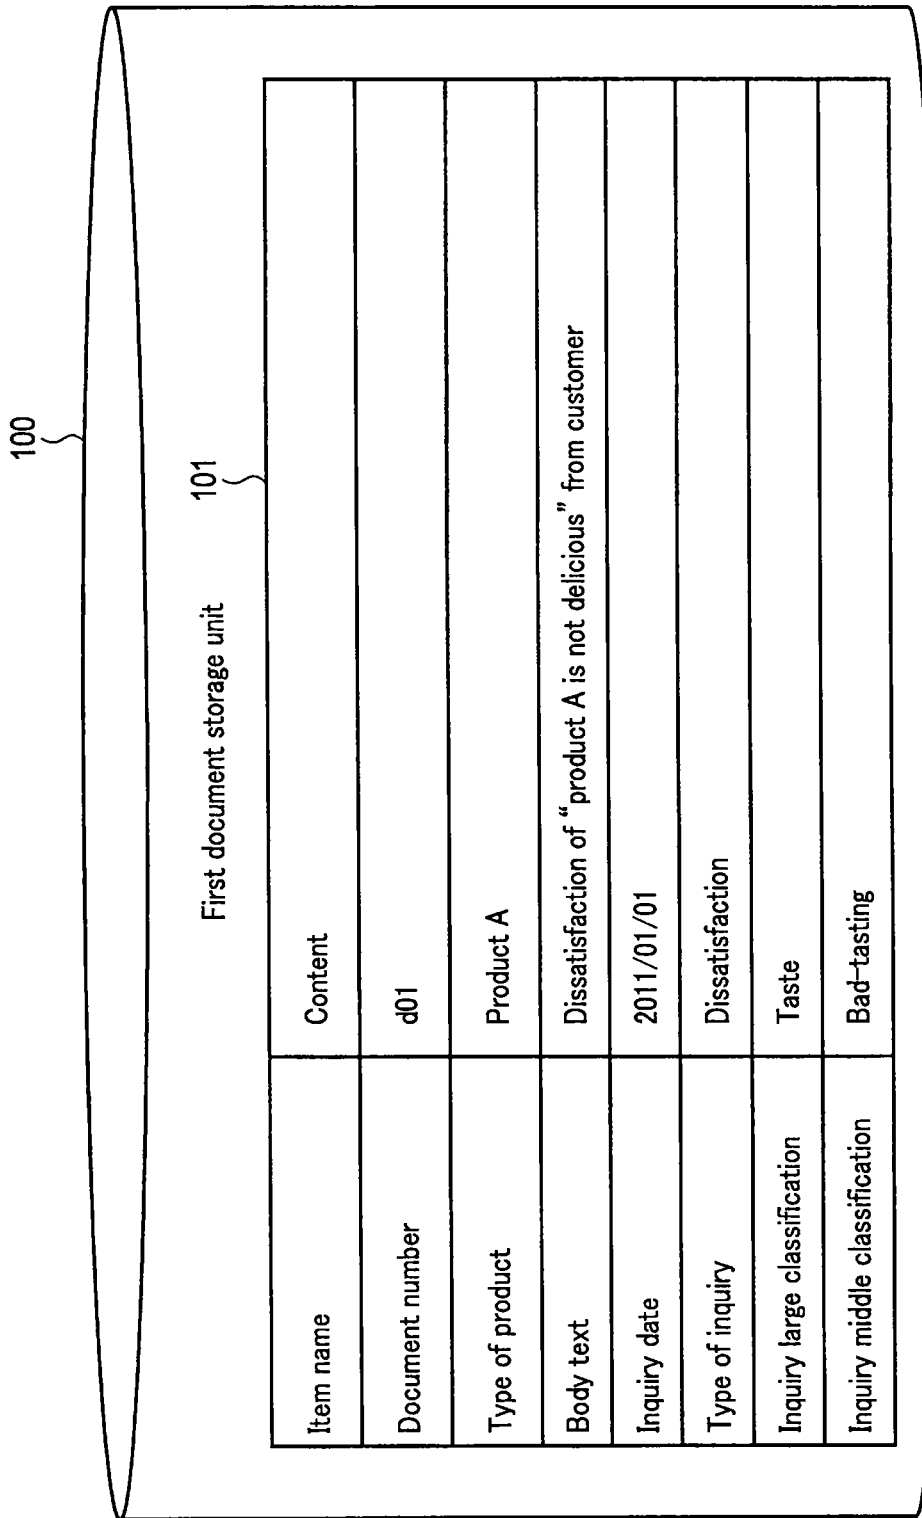 100
First document storage unit
101
Item name Content
Document number d01
Type of product Product A
Body text Dissatisfaction of “product A is not delicious” from customer
Inquiry date 2011/01/01
Type of inquiry Dissatisfaction
Inquiry large classification Taste
Inquiry middle classification Bad-tasting